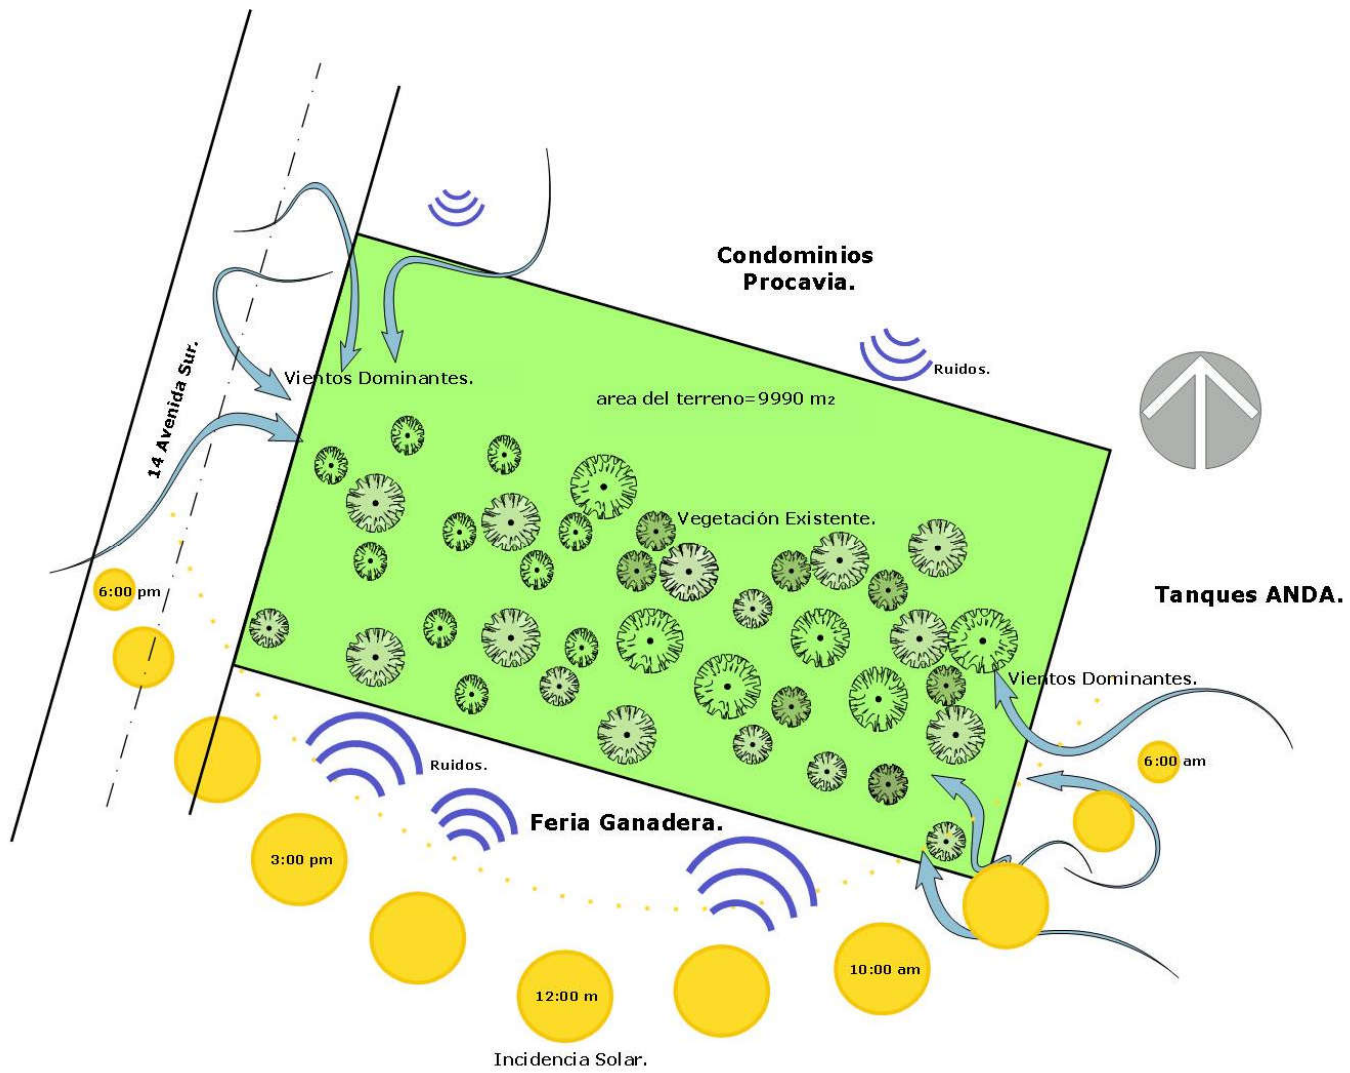 Condominios
Procavia.
Ruidos.
14 Avenida Sur.
Vientos Dominantes.
area del terreno=9990 m2
Vegetación Existente.
6:00 pm
Tanques ANDA.
Vientos Dominantes.
6:00 am
Ruidos.
Feria Ganadera.
3:00 pm
10:00 am
12:00 m
Incidencia Solar.